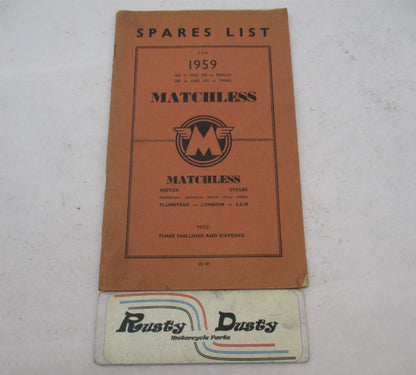 SPARES LIST
FOR
1959
MATCHLESS
M
MATCHLESS
MOTOR CYCLES
PLUMSTEAD LONDON S.E.18
PRICE:
THREE SHILLINGS AND SIXPENCE
Rusty Dusty
Motorcycle Parts